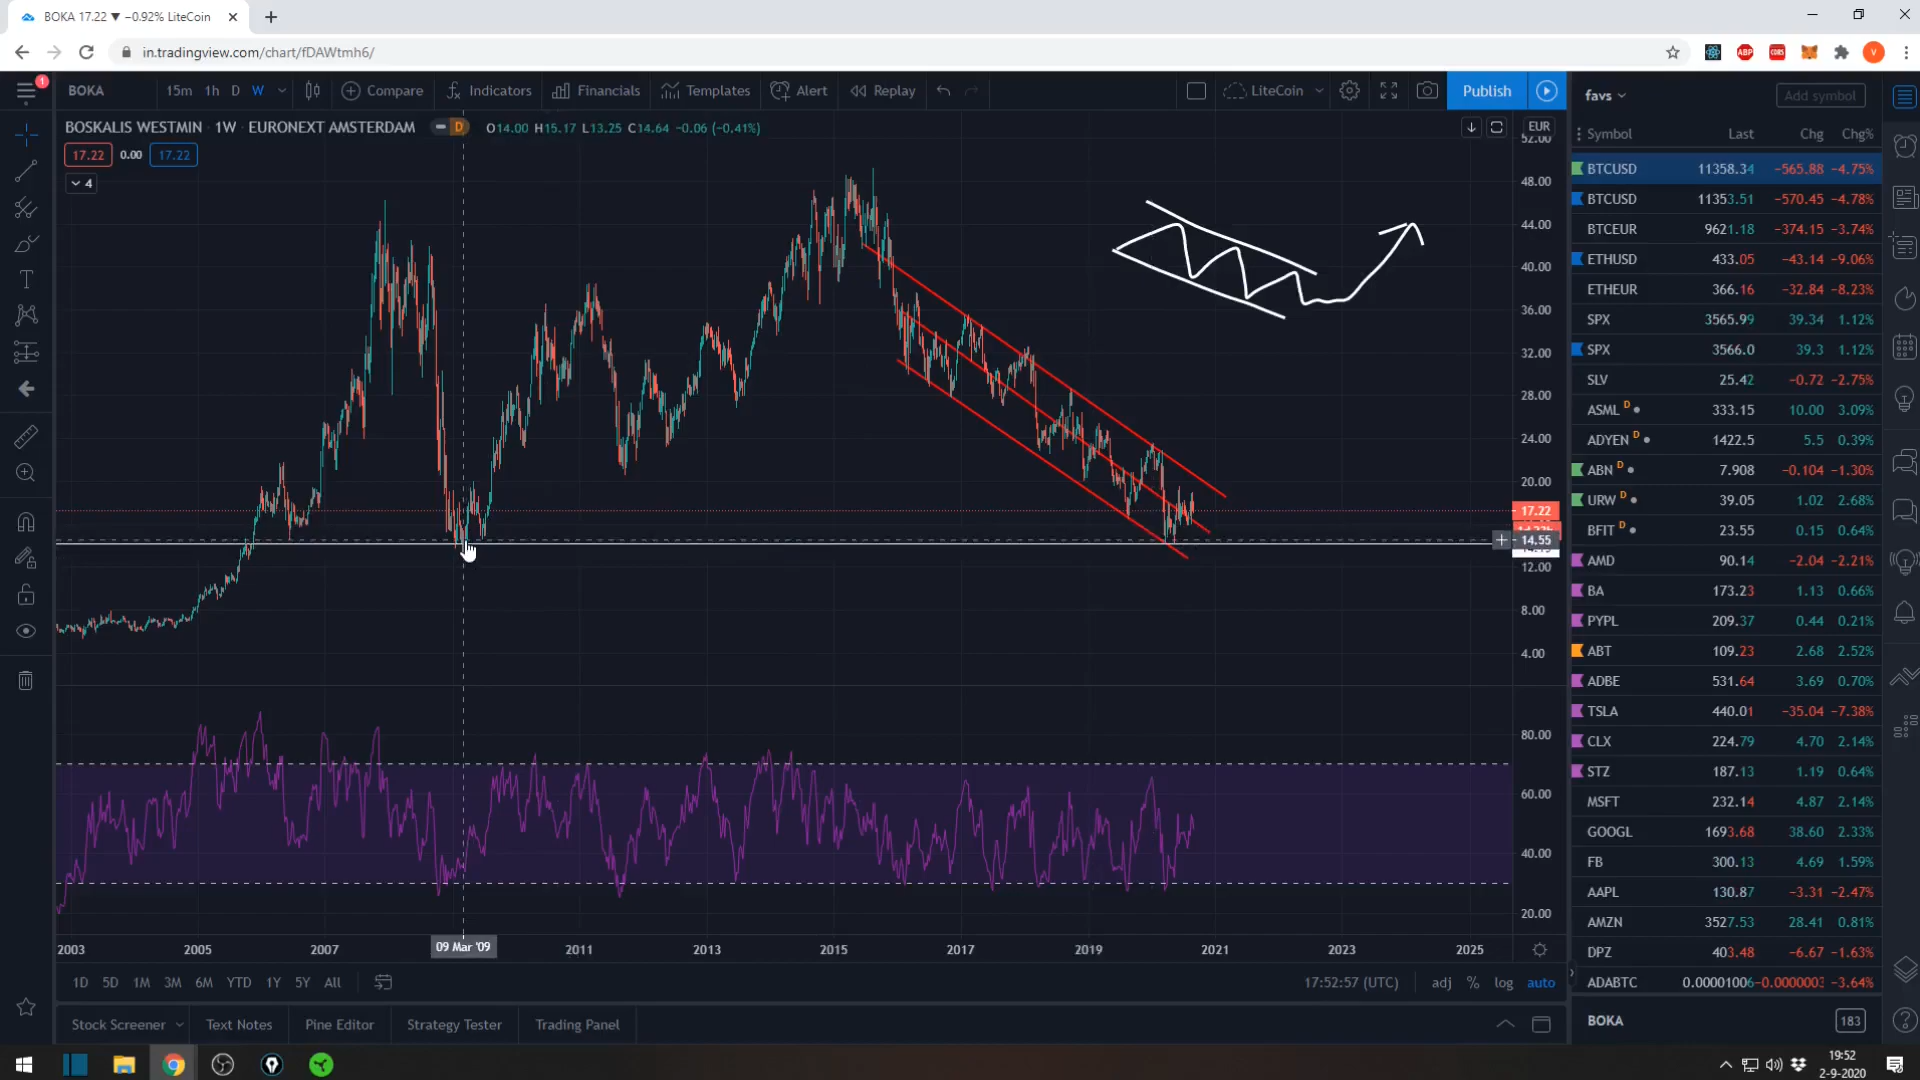 BOKA 17.22 ▼ −0.92% LiteCoin
in.tradingview.com/chart/fDAWtmh6/
ABP
V
1
BOKA 15m 1h D W Compare Indicators Financials Templates Alert Replay LiteCoin Publish
favs Add symbol
BOSKALIS WESTMIN · 1W · EURONEXT AMSTERDAM D O14.00 H15.17 L13.25 C14.64 −0.06 (−0.41%)
17.22 0.00 17.22
4
EUR
52.00
48.00
44.00
40.00
36.00
32.00
28.00
24.00
20.00
17.22
14.55
12.00
8.00
4.00
80.00
60.00
40.00
20.00
2003 2005 2007 09 Mar '09 2011 2013 2015 2017 2019 2021 2023 2025
1D 5D 1M 3M 6M YTD 1Y 5Y All 17:52:57 (UTC) adj % log auto
Stock Screener Text Notes Pine Editor Strategy Tester Trading Panel
Symbol Last Chg Chg%
BTCUSD 11358.34 −565.88 −4.75%
BTCUSD 11353.51 −570.45 −4.78%
BTCEUR 9621.18 −374.15 −3.74%
ETHUSD 433.05 −43.14 −9.06%
ETHEUR 366.16 −32.84 −8.23%
SPX 3565.99 39.34 1.12%
SPX 3566.0 39.3 1.12%
SLV 25.42 −0.72 −2.75%
ASML D 333.15 10.00 3.09%
ADYEN D 1422.5 5.5 0.39%
ABN D 7.908 −0.104 −1.30%
URW D 39.05 1.02 2.68%
BFIT D 23.55 0.15 0.64%
AMD 90.14 −2.04 −2.21%
BA 173.23 1.13 0.66%
PYPL 209.37 0.44 0.21%
ABT 109.23 2.68 2.52%
ADBE 531.64 3.69 0.70%
TSLA 440.01 −35.04 −7.38%
CLX 224.79 4.70 2.14%
STZ 187.13 1.19 0.64%
MSFT 232.14 4.87 2.14%
GOOGL 1693.68 38.60 2.33%
FB 300.13 4.69 1.59%
AAPL 130.87 −3.31 −2.47%
AMZN 3527.53 28.41 0.81%
DPZ 403.48 −6.67 −1.63%
ADABTC 0.00001006 −0.0000003 −3.64%
BOKA 183
19:52
2-9-2020